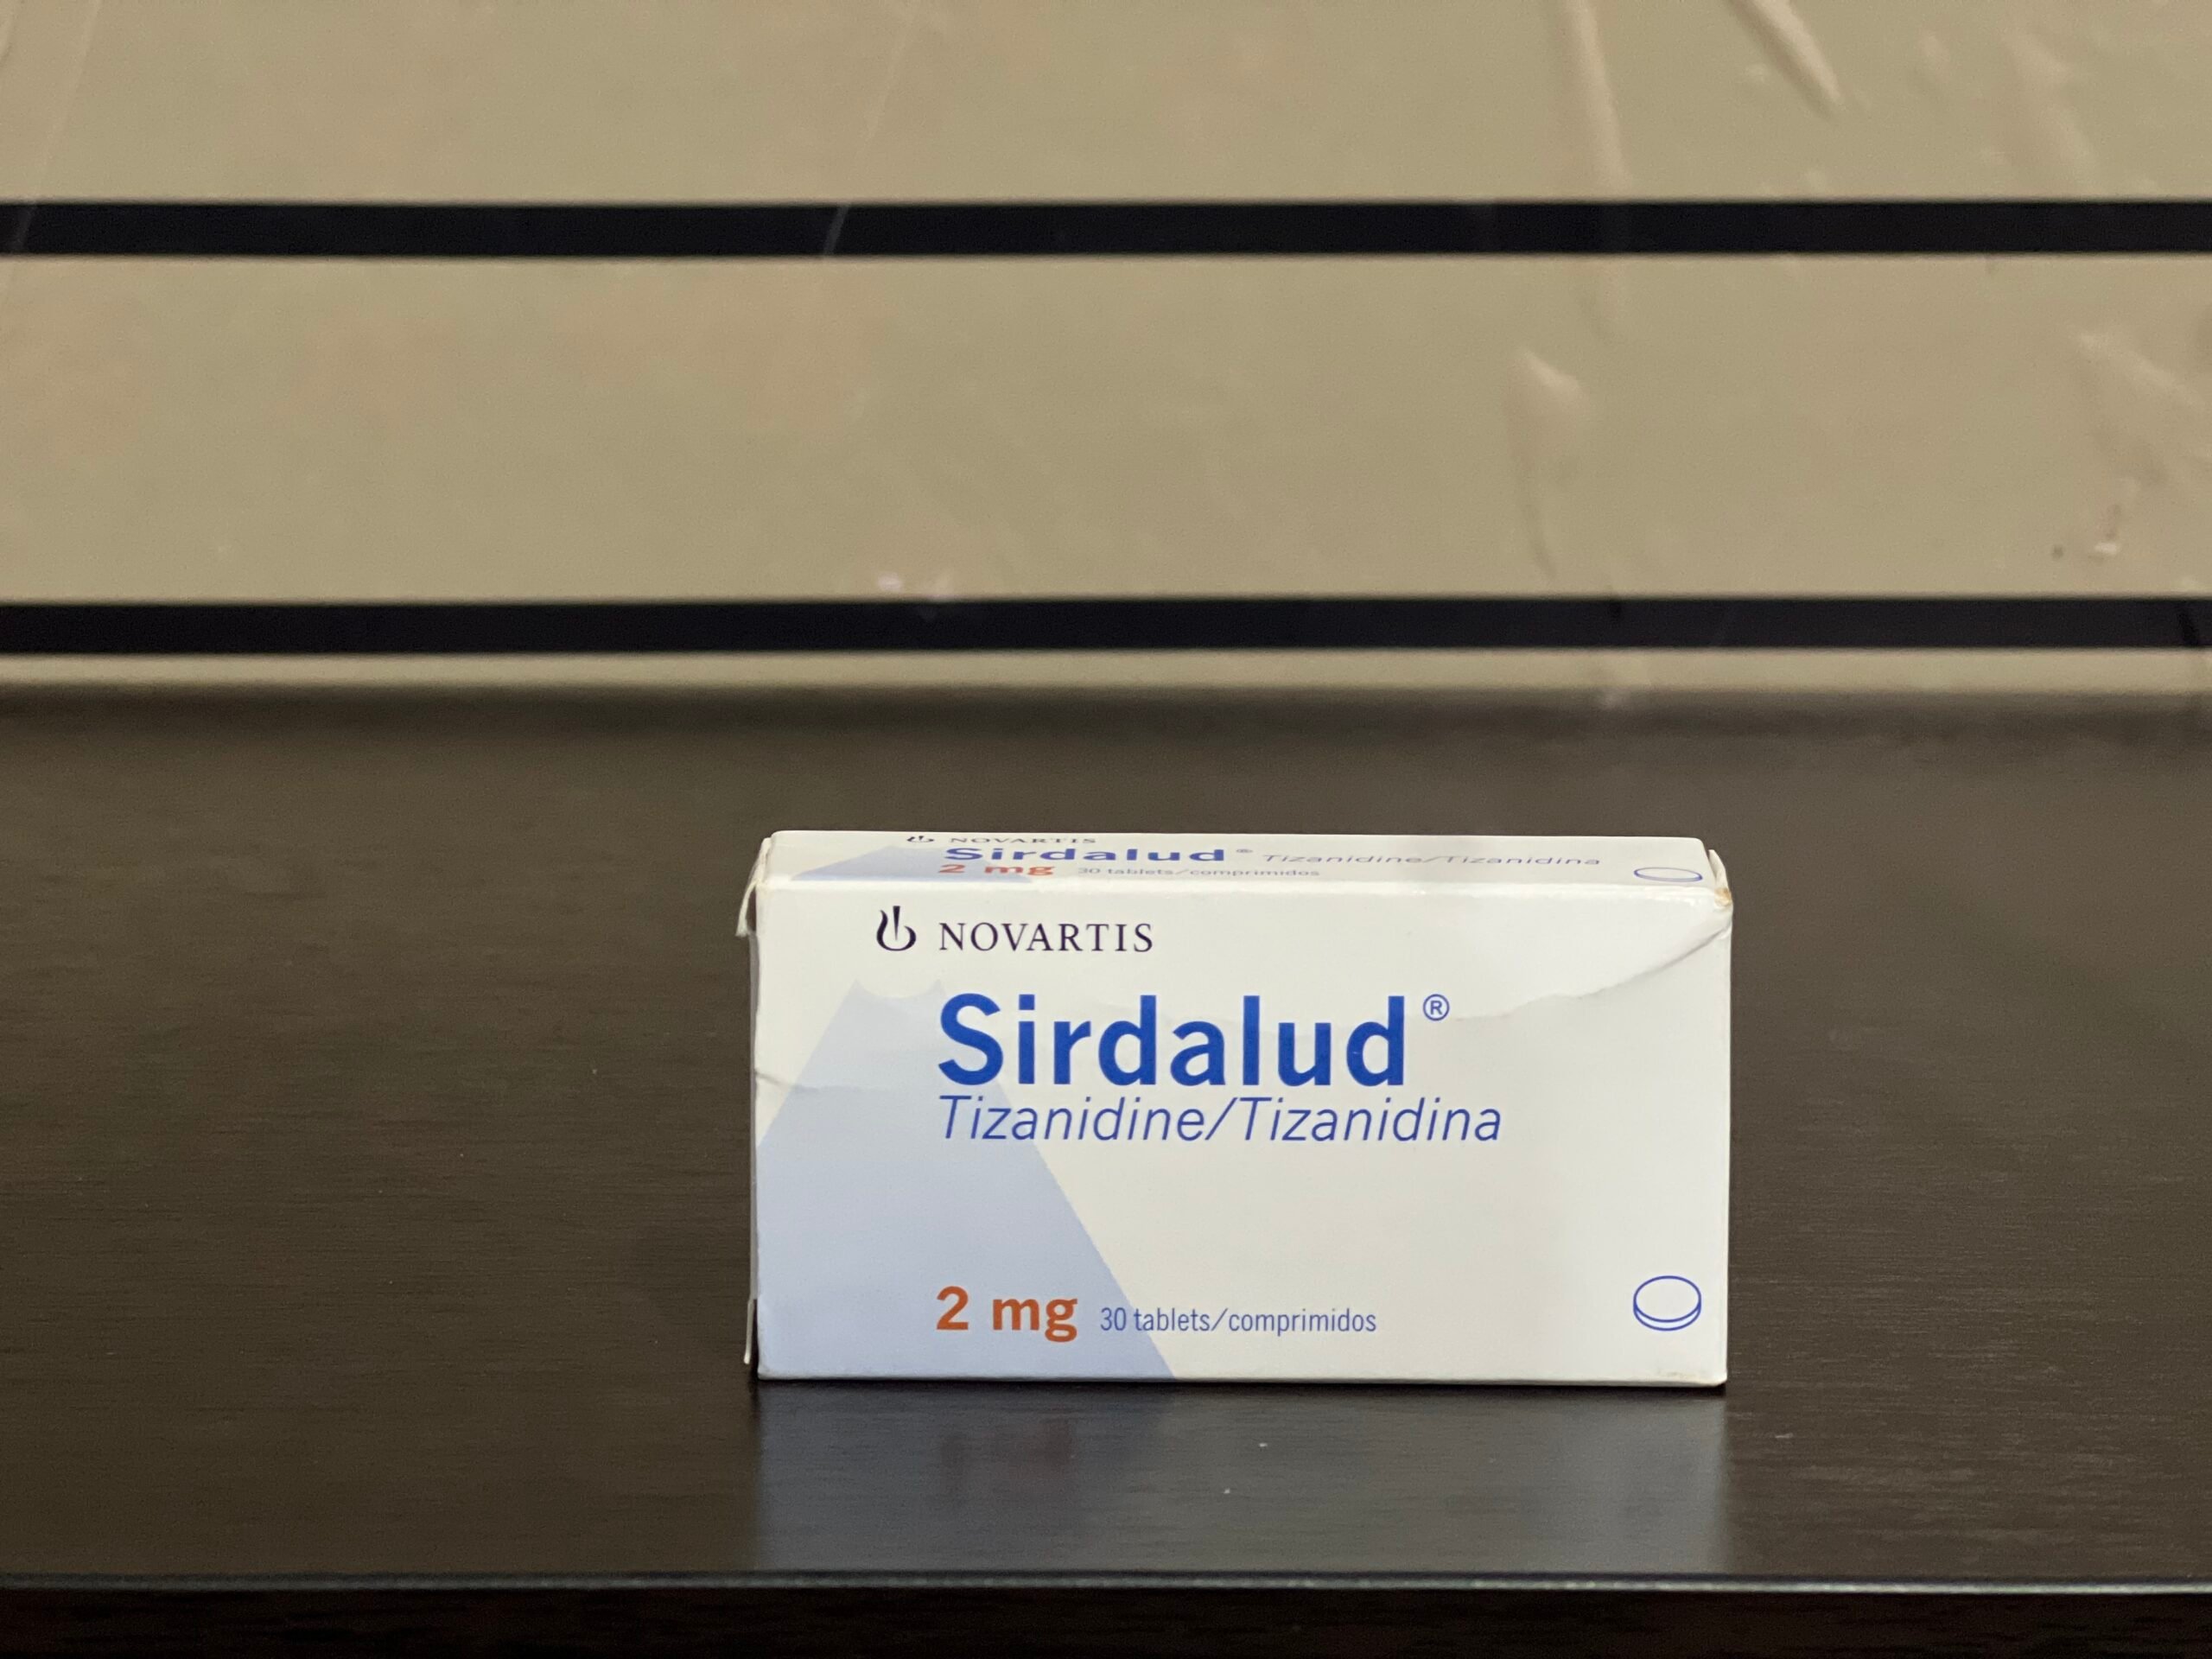 NOVARTIS
Sirdalud® Tizanidine/Tizanidina
2 mg 30 tablets/comprimidos
NOVARTIS
Sirdalud®
Tizanidine/Tizanidina
2 mg 30 tablets/comprimidos